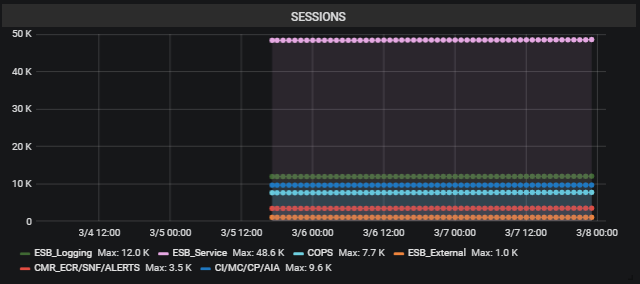 SESSIONS
50 K
40 K
30 K
20 K
10 K
0
3/4 12:00 3/5 00:00 3/5 12:00 3/6 00:00 3/6 12:00 3/7 00:00 3/7 12:00 3/8 00:00
ESB_Logging Max: 12.0 K ESB_Service Max: 48.6 K COPS Max: 7.7 K ESB_External Max: 1.0 K
CMR_ECR/SNF/ALERTS Max: 3.5 K CI/MC/CP/AIA Max: 9.6 K